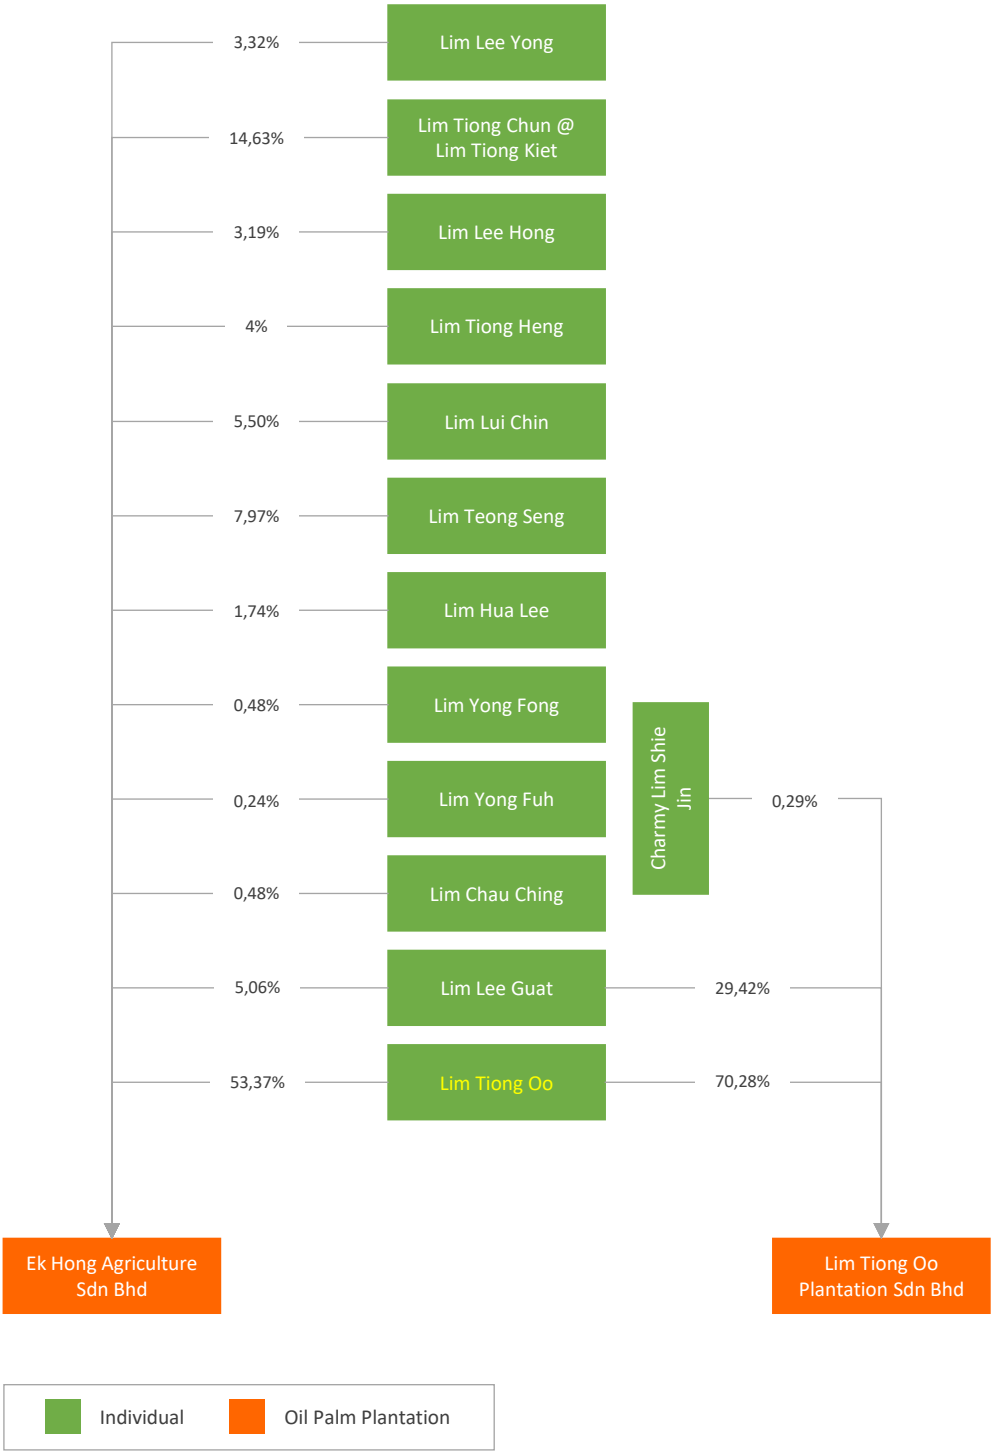 3,32%
Lim Lee Yong
14,63%
Lim Tiong Chun @
Lim Tiong Kiet
3,19%
Lim Lee Hong
4%
Lim Tiong Heng
5,50%
Lim Lui Chin
7,97%
Lim Teong Seng
1,74%
Lim Hua Lee
0,48%
Lim Yong Fong
0,24%
Lim Yong Fuh
Charmy Lim Shie
Jin
0,29%
0,48%
Lim Chau Ching
5,06%
Lim Lee Guat
29,42%
53,37%
Lim Tiong Oo
70,28%
Ek Hong Agriculture
Sdn Bhd
Lim Tiong Oo
Plantation Sdn Bhd
Individual
Oil Palm Plantation